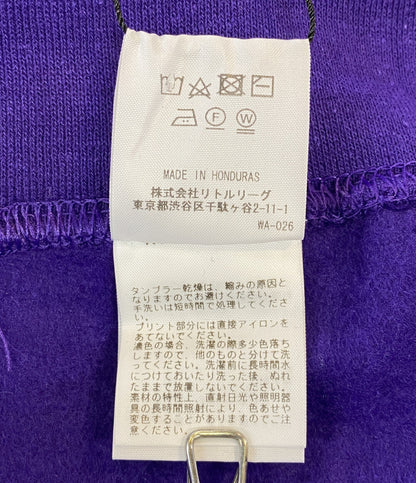 MADE IN HONDURAS
株式会社リトルリーグ
東京都渋谷区千駄ヶ谷2-11-1
WA-026
タンブラー乾燥は、縮みの原因と
なりますのでお避けください。
手洗いは短時間で処理してくださ
い。
プリント部分には直接アイロンを
あてないでください。
濃色の場合、洗濯の際多少色落ち
しますので、他のものと分けて洗
ってください。洗濯前に長時間水
につけておいたり洗った後、ぬれ
たままで放置しないでください。
素材の特性上、直射日光や照明器
具の長時間照射により、色あせや
変色する事がありますのでご注
意ください。